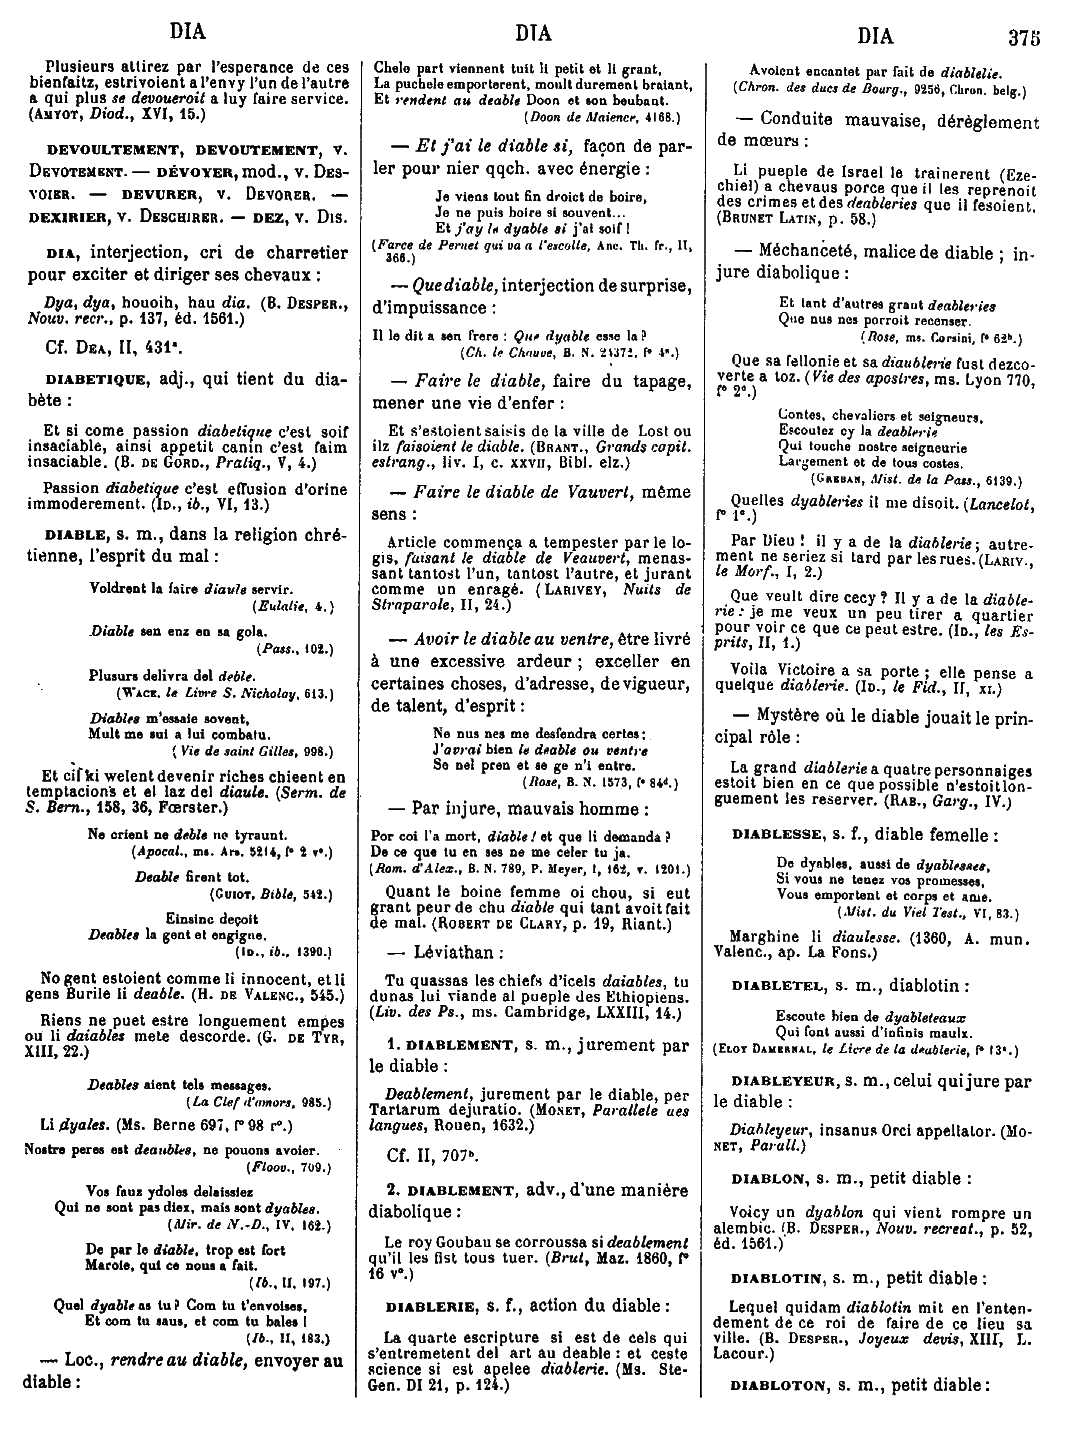 DIA
DIA
DIA
375
Plusieurs attirez par l'esperance de ces
bienfaitz, estrivoient a l'envy l'un de l'autre
a qui plus se devoueroit a luy faire service.
(AMYOT, Diod., XVI, 15.)
DEVOULTEMENT, DEVOUTEMENT, V.
DEVOTEMENT. — DÉVOYER, mod., v. DES-
VOIER. — DEVURER, v. DEVORER. —
DEXIRIER, v. DESCHIRER. — DEZ, v. DIS.
DIA, interjection, cri de charretier
pour exciter et diriger ses chevaux :
Dya, dya, houoih, hau dia. (B. DESPER.,
Nouv. recr., p. 137, éd. 1561.)
Cf. DEA, II, 431ª.
DIABETIQUE, adj., qui tient du dia-
bète :
Et si come passion diabetique c'est soif
insaciable, ainsi appetit canin c'est faim
insaciable. (B. DE GORD., Pratiq., V, 4.)
Passion diabetique c'est effusion d'orine
immoderement. (ID., ib., VI, 13.)
DIABLE, s. m., dans la religion chré-
tienne, l'esprit du mal :
Voldrent la faire diaule servir.
(Eulalie, 4.)
Diable sen enz en sa gola.
(Pass., 102.)
Plusurs delivra del deble.
(WACE, le Livre S. Nicholay, 613.)
Diables m'essaie sovent,
Mult me sui a lui combatu.
(Vie de saint Gilles, 998.)
Et cil ki welent devenir riches chieent en
temptacions et el laz del diaule. (Serm. de
S. Bern., 158, 36, Fœrster.)
Ne orient ne deble ne tyraunt.
(Apocal., ms. Ars. 5214, f° 2 v°.)
Deable firent tot.
(GUIOT, Bible, 542.)
Einsinc deçoit
Deables la gent et engigne.
(ID., ib., 1390.)
No gent estoient comme li innocent, et li
gens Burile li deable. (H. DE VALENC., 545.)
Riens ne puet estre longuement empes
ou li daiables mete descorde. (G. DE TYR,
XIII, 22.)
Deables aient tels messages.
(La Clef d'amors, 985.)
Li dyales. (Ms. Berne 697, f° 98 r°.)
Nostre peres est deaubles, ne pouons avoier.
(Floov., 709.)
Vos fauz ydoles delaissiez
Qui ne sont pas diex, mais sont dyables.
(Mir. de N.-D., IV, 162.)
De par le diable, trop est fort
Marole, qui ce nous a fait.
(Ib., II, 197.)
Quel dyable as tu? Com tu t'envoises,
Et com tu saus, et com tu bales !
(Ib., II, 183.)
— Loc., rendre au diable, envoyer au
diable :
Chele part viennent tuit li petit et li grant,
La puchele emporterent, moult durement braiant,
Et rendent au deable Doon et son beubant.
(Doon de Maience, 4168.)
— Et j'ai le diable si, façon de par-
ler pour nier qqch. avec énergie :
Je viens tout fin droict de boire,
Je ne puis boire si souvent...
Et j'ay le dyable si j'ai soif !
(Farce de Pernet qui va a l'escolle, Anc. Th. fr., II,
366.)
— Que diable, interjection de surprise,
d'impuissance :
Il le dit a sen frere : Que dyable esse la?
(Ch. le Chauve, B. N. 24372, f° 4ª.)
— Faire le diable, faire du tapage,
mener une vie d'enfer :
Et s'estoient saisis de la ville de Lost ou
ilz faisoient le diable. (BRANT., Grands capit.
estrang., liv. I, c. XXVII, Bibl. elz.)
— Faire le diable de Vauvert, même
sens :
Article commença a tempester par le lo-
gis, faisant le diable de Veauvert, menas-
sant tantost l'un, tantost l'autre, et jurant
comme un enragé. (LARIVEY, Nuits de
Straparole, II, 24.)
— Avoir le diable au ventre, être livré
à une excessive ardeur ; exceller en
certaines choses, d'adresse, de vigueur,
de talent, d'esprit :
Ne nus nes me desfendra certes;
J'avrai bien le deable ou ventre
Se nel pren et se ge n'i entre.
(Rose, B. N. 1573, f° 84ᵈ.)
— Par injure, mauvais homme :
Por coi l'a mort, diable! et que li demanda?
De ce que tu en ses ne me celer tu ja.
(Rom. d'Alex., B. N. 789, P. Meyer, I, 162, v. 1201.)
Quant le boine femme oi chou, si eut
grant peur de chu diable qui tant avoit fait
de mal. (ROBERT DE CLARY, p. 19, Riant.)
— Léviathan :
Tu quassas les chiefs d'icels daiables, tu
dunas lui viande al pueple des Ethiopiens.
(Liv. des Ps., ms. Cambridge, LXXIII, 14.)
1. DIABLEMENT, s. m., jurement par
le diable :
Deablement, jurement par le diable, per
Tartarum dejuratio. (MONET, Parallele des
langues, Rouen, 1632.)
Cf. II, 707ᵇ.
2. DIABLEMENT, adv., d'une manière
diabolique :
Le roy Goubau se corroussa si deablement
qu'il les fist tous tuer. (Brut, Maz. 1860, f°
16 v°.)
DIABLERIE, s. f., action du diable :
La quarte escripture si est de cels qui
s'entremetent del art au deable : et ceste
science si est apelee diablerie. (Ms. Ste-
Gen. DI 21, p. 124.)
Avoient encantet par fait de diablelie.
(Chron. des ducs de Bourg., 9256, Chron. belg.)
— Conduite mauvaise, dérèglement
de mœurs :
Li pueple de Israel le trainerent (Eze-
chiel) a chevaus porce que il les reprenoit
des crimes et des deableries que il fesoient.
(BRUNET LATIN, p. 58.)
— Méchanceté, malice de diable ; in-
jure diabolique :
Et tant d'autres grant deableries
Que nus nes porroit recenser.
(Rose, ms. Corsini, f° 62ᵇ.)
Que sa fellonie et sa diaublerie fust dezco-
verte a toz. (Vie des apostres, ms. Lyon 770,
f° 2ª.)
Contes, chevaliers et seigneurs,
Escoutez cy la deablerie
Qui touche nostre seigneurie
Largement et de tous costes.
(GREBAN, Mist. de la Pass., 6139.)
Quelles dyableries il me disoit. (Lancelot,
f° 1ª.)
Par Dieu ! il y a de la diablerie; autre-
ment ne seriez si tard par les rues. (LARIV.,
le Morf., I, 2.)
Que veult dire cecy? Il y a de la diable-
rie : je me veux un peu tirer a quartier
pour voir ce que ce peut estre. (ID., les Es-
prits, II, 1.)
Voila Victoire a sa porte ; elle pense a
quelque diablerie. (ID., le Fid., II, XI.)
— Mystère où le diable jouait le prin-
cipal rôle :
La grand diablerie a quatre personnaiges
estoit bien en ce que possible n'estoit lon-
guement les reserver. (RAB., Garg., IV.)
DIABLESSE, s. f., diable femelle :
De dyables, aussi de dyablesses,
Si vous ne tenez vos promesses,
Vous emportent et corps et ame.
(Mist. du Viel Test., VI, 83.)
Marghine li diaulesse. (1360, A. mun.
Valenc., ap. La Fons.)
DIABLETEL, s. m., diablotin :
Escoute bien de dyableteaux
Qui font aussi d'infinis maulx.
(ELOY DAMERNAL, le Livre de la deablerie, f° 13ª.)
DIABLEYEUR, s. m., celui qui jure par
le diable :
Diableyeur, insanus Orci appellator. (MO-
NET, Parall.)
DIABLON, s. m., petit diable :
Voicy un dyablon qui vient rompre un
alembic. (B. DESPER., Nouv. recreat., p. 52,
éd. 1561.)
DIABLOTIN, s. m., petit diable :
Lequel quidam diablotin mit en l'enten-
dement de ce roi de faire de ce lieu sa
ville. (B. DESPER., Joyeux devis, XIII, L.
Lacour.)
DIABLOTON, s. m., petit diable :